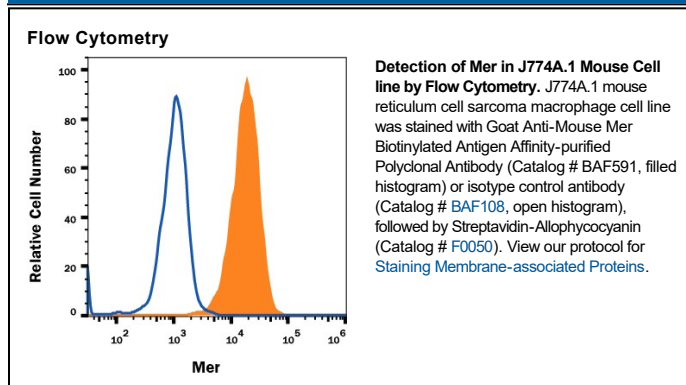 Flow Cytometry
Relative Cell Number
100
80
60
40
20
0
10^2
10^3
10^4
10^5
10^6
Mer
Detection of Mer in J774A.1 Mouse Cell
line by Flow Cytometry. J774A.1 mouse
reticulum cell sarcoma macrophage cell line
was stained with Goat Anti-Mouse Mer
Biotinylated Antigen Affinity-purified
Polyclonal Antibody (Catalog # BAF591, filled
histogram) or isotype control antibody
(Catalog # BAF108, open histogram),
followed by Streptavidin-Allophycocyanin
(Catalog # F0050). View our protocol for
Staining Membrane-associated Proteins.